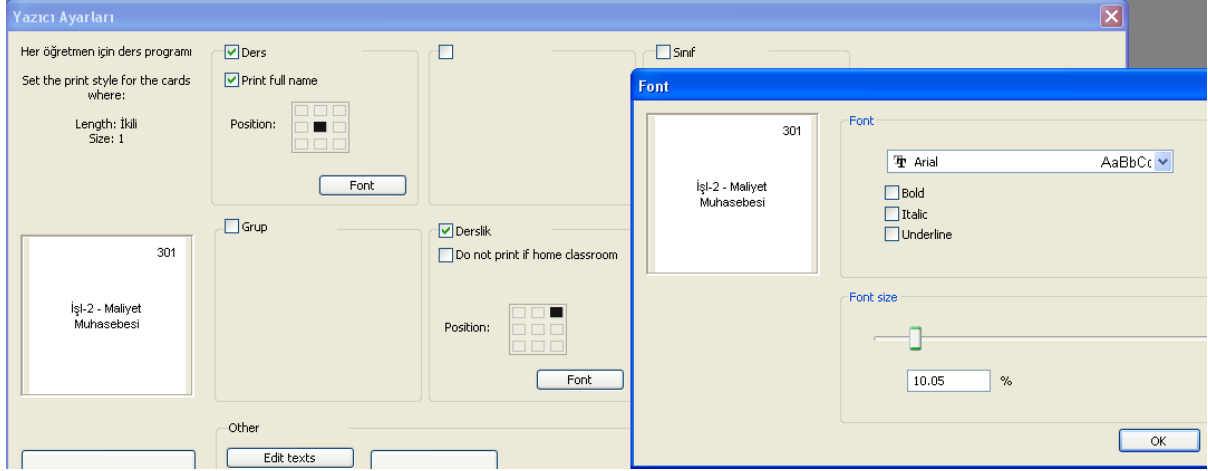 Yazıcı Ayarları
Her öğretmen için ders programı
Set the print style for the cards
where:
Length: İkili
Size: 1
301
İşl-2 - Maliyet
Muhasebesi
Ders
Print full name
Position:
Font
Grup
Derslik
Do not print if home classroom
Position:
Font
Sınıf
Other
Edit texts
Font
301
İşl-2 - Maliyet
Muhasebesi
Font
Arial AaBbCc
Bold
Italic
Underline
Font size
10.05 %
OK